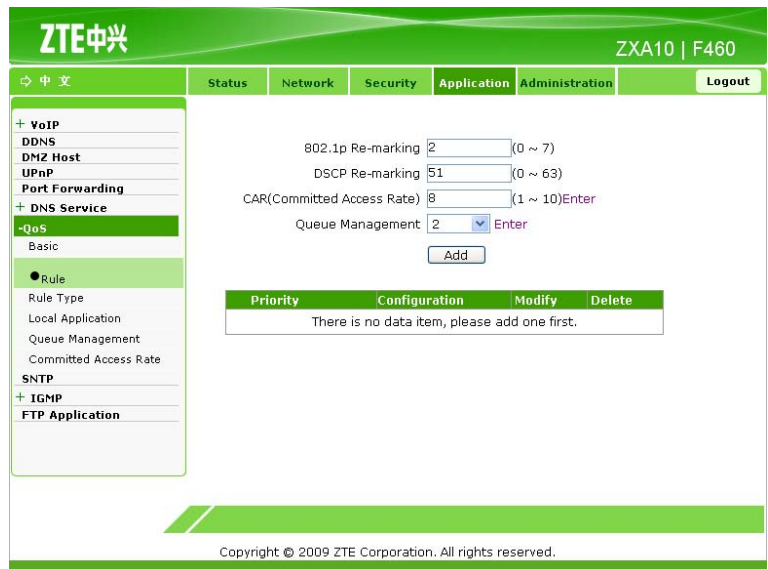 ZTE中兴
ZXA10 | F460
中 文
Status Network Security Application Administration Logout
+ VoIP
DDNS
DMZ Host
UPnP
Port Forwarding
+ DNS Service
-QoS
Basic
Rule
Rule Type
Local Application
Queue Management
Committed Access Rate
SNTP
+ IGMP
FTP Application
802.1p Re-marking 2 (0 ~ 7)
DSCP Re-marking 51 (0 ~ 63)
CAR(Committed Access Rate) 8 (1 ~ 10)Enter
Queue Management 2 Enter
Add
Priority Configuration Modify Delete
There is no data item, please add one first.
Copyright © 2009 ZTE Corporation. All rights reserved.